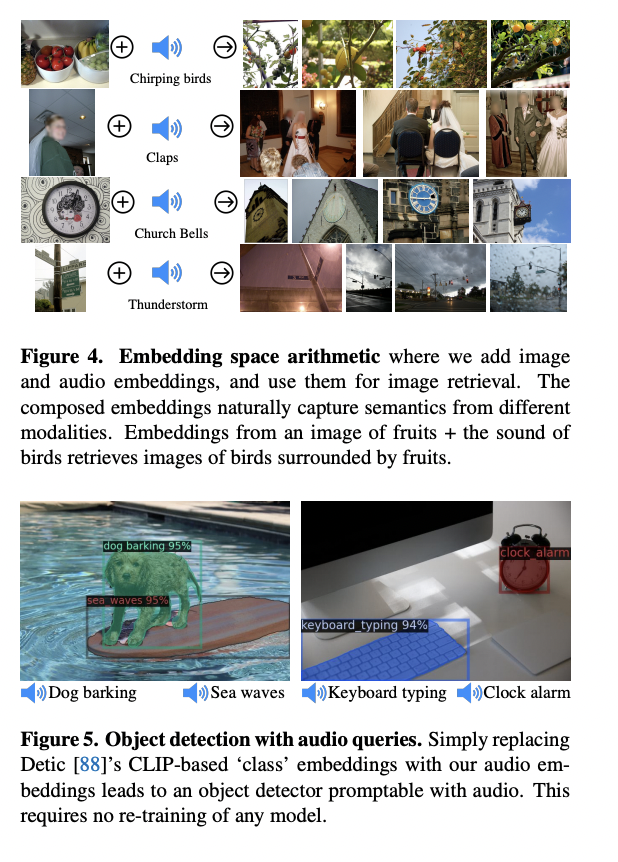 Chirping birds
Claps
Church Bells
Thunderstorm
Figure 4. Embedding space arithmetic where we add image
and audio embeddings, and use them for image retrieval. The
composed embeddings naturally capture semantics from different
modalities. Embeddings from an image of fruits + the sound of
birds retrieves images of birds surrounded by fruits.
dog barking 95%
sea_waves 95%
clock_alarm
keyboard_typing 94%
Dog barking
Sea waves
Keyboard typing
Clock alarm
Figure 5. Object detection with audio queries. Simply replacing
Detic [88]'s CLIP-based ‘class’ embeddings with our audio em-
beddings leads to an object detector promptable with audio. This
requires no re-training of any model.